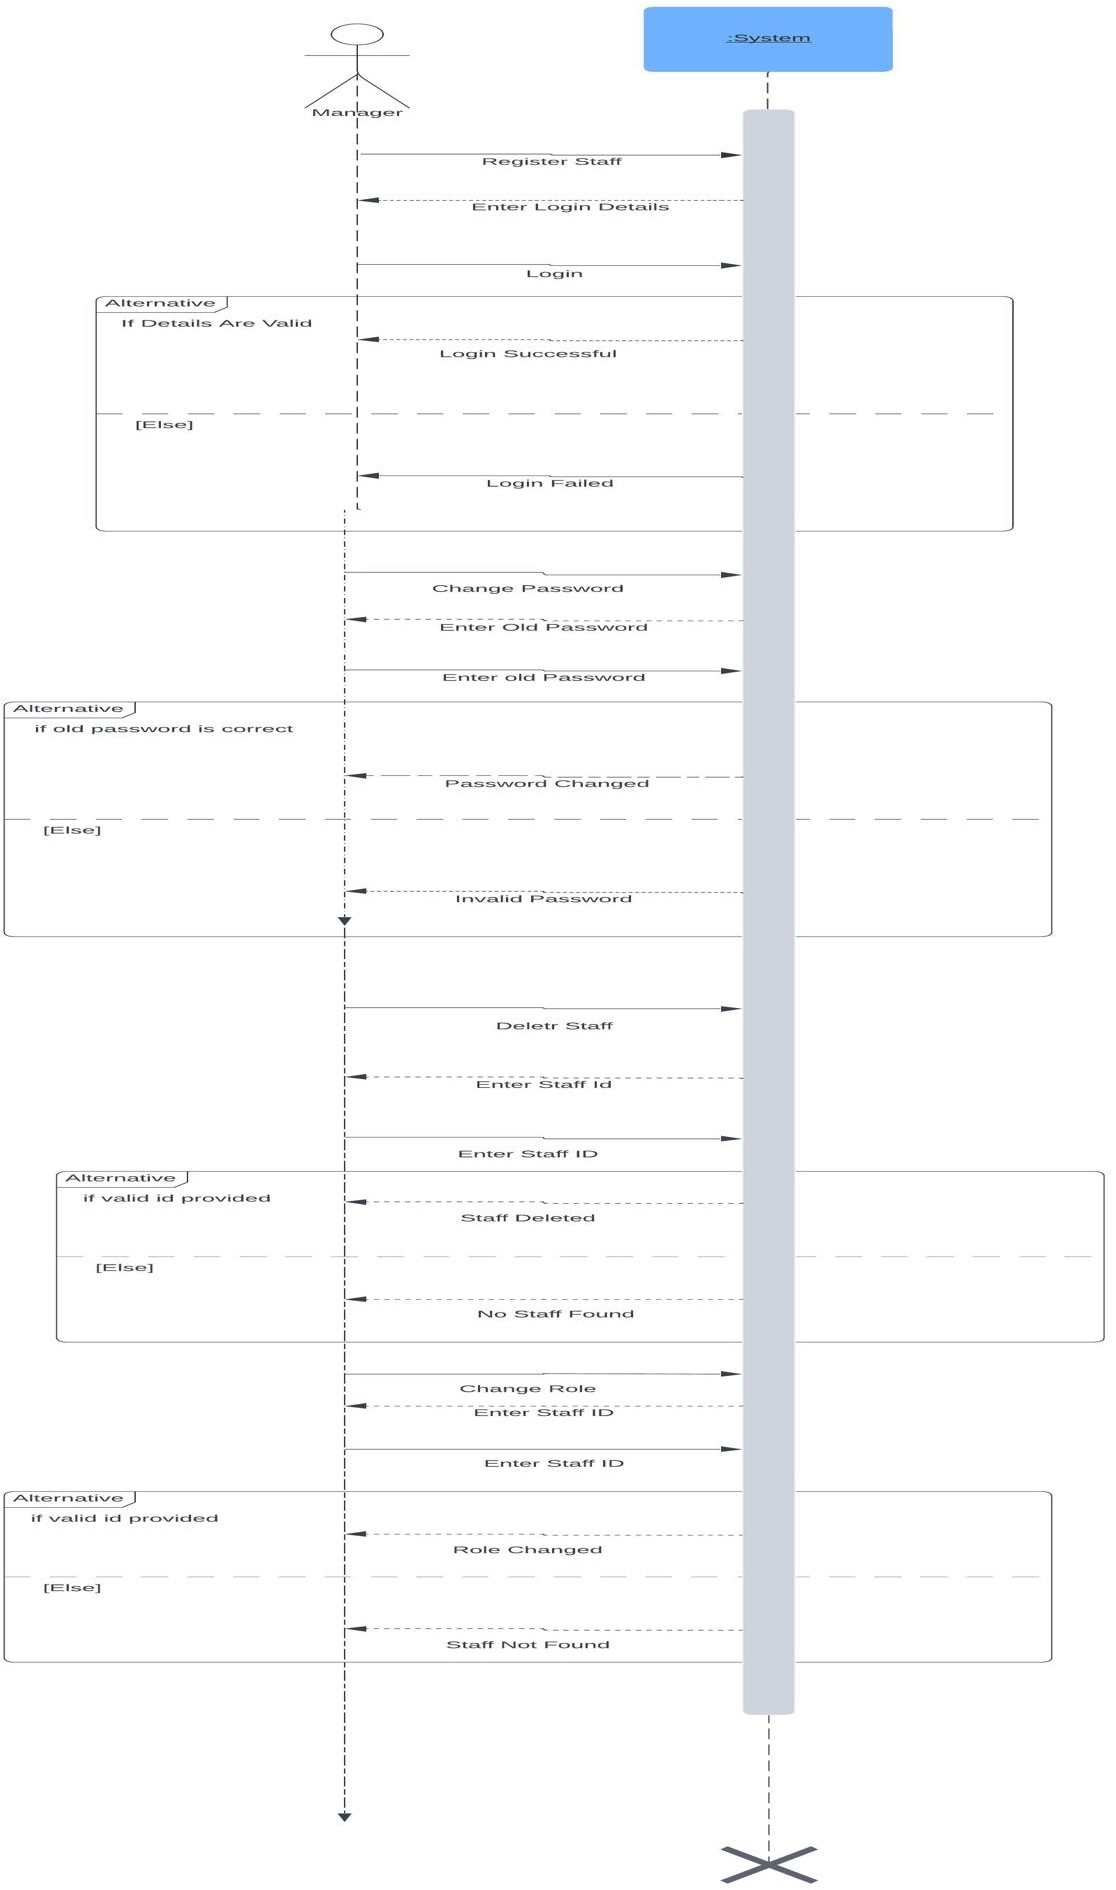 :System
Manager
Register Staff
Enter Login Details
Login
Alternative
If Details Are Valid
Login Successful
[Else]
Login Failed
Change Password
Enter Old Password
Enter old Password
Alternative
if old password is correct
Password Changed
[Else]
Invalid Password
Deletr Staff
Enter Staff Id
Enter Staff ID
Alternative
if valid id provided
Staff Deleted
[Else]
No Staff Found
Change Role
Enter Staff ID
Enter Staff ID
Alternative
if valid id provided
Role Changed
[Else]
Staff Not Found